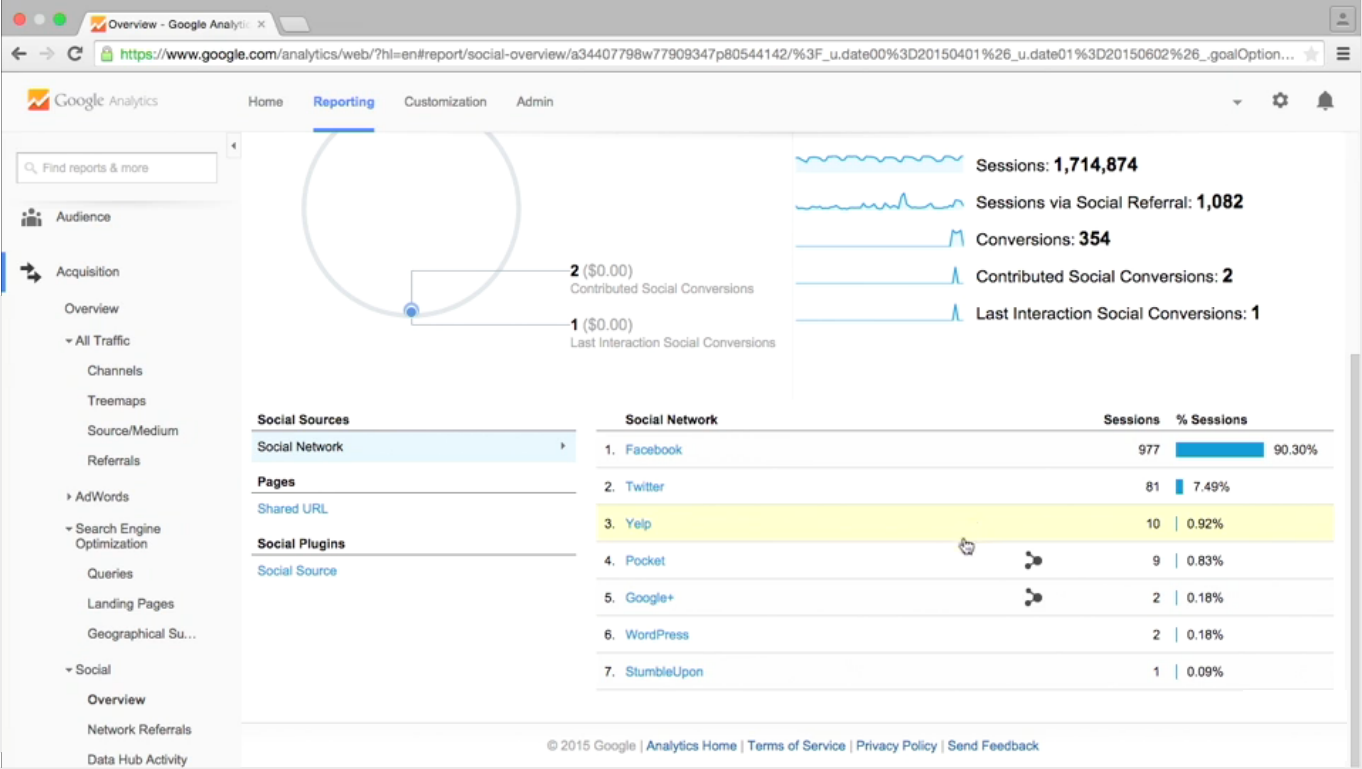 Overview - Google Analytic
https://www.google.com/analytics/web/?hl=en#report/social-overview/a34407798w77909347p80544142/%3F_u.date00%3D20150401%26_u.date01%3D20150602%26_.goalOption...
Google Analytics
Home Reporting Customization Admin
Find reports & more
Audience
Acquisition
Overview
All Traffic
Channels
Treemaps
Source/Medium
Referrals
AdWords
Search Engine
Optimization
Queries
Landing Pages
Geographical Su...
Social
Overview
Network Referrals
Data Hub Activity
2 ($0.00)
Contributed Social Conversions
1 ($0.00)
Last Interaction Social Conversions
Sessions: 1,714,874
Sessions via Social Referral: 1,082
Conversions: 354
Contributed Social Conversions: 2
Last Interaction Social Conversions: 1
Social Sources
Social Network
Pages
Shared URL
Social Plugins
Social Source
Social Network Sessions % Sessions
1. Facebook 977 90.30%
2. Twitter 81 7.49%
3. Yelp 10 0.92%
4. Pocket 9 0.83%
5. Google+ 2 0.18%
6. WordPress 2 0.18%
7. StumbleUpon 1 0.09%
© 2015 Google | Analytics Home | Terms of Service | Privacy Policy | Send Feedback